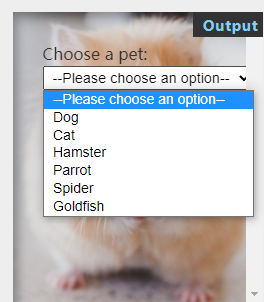 Output
Choose a pet:
--Please choose an option--
--Please choose an option--
Dog
Cat
Hamster
Parrot
Spider
Goldfish